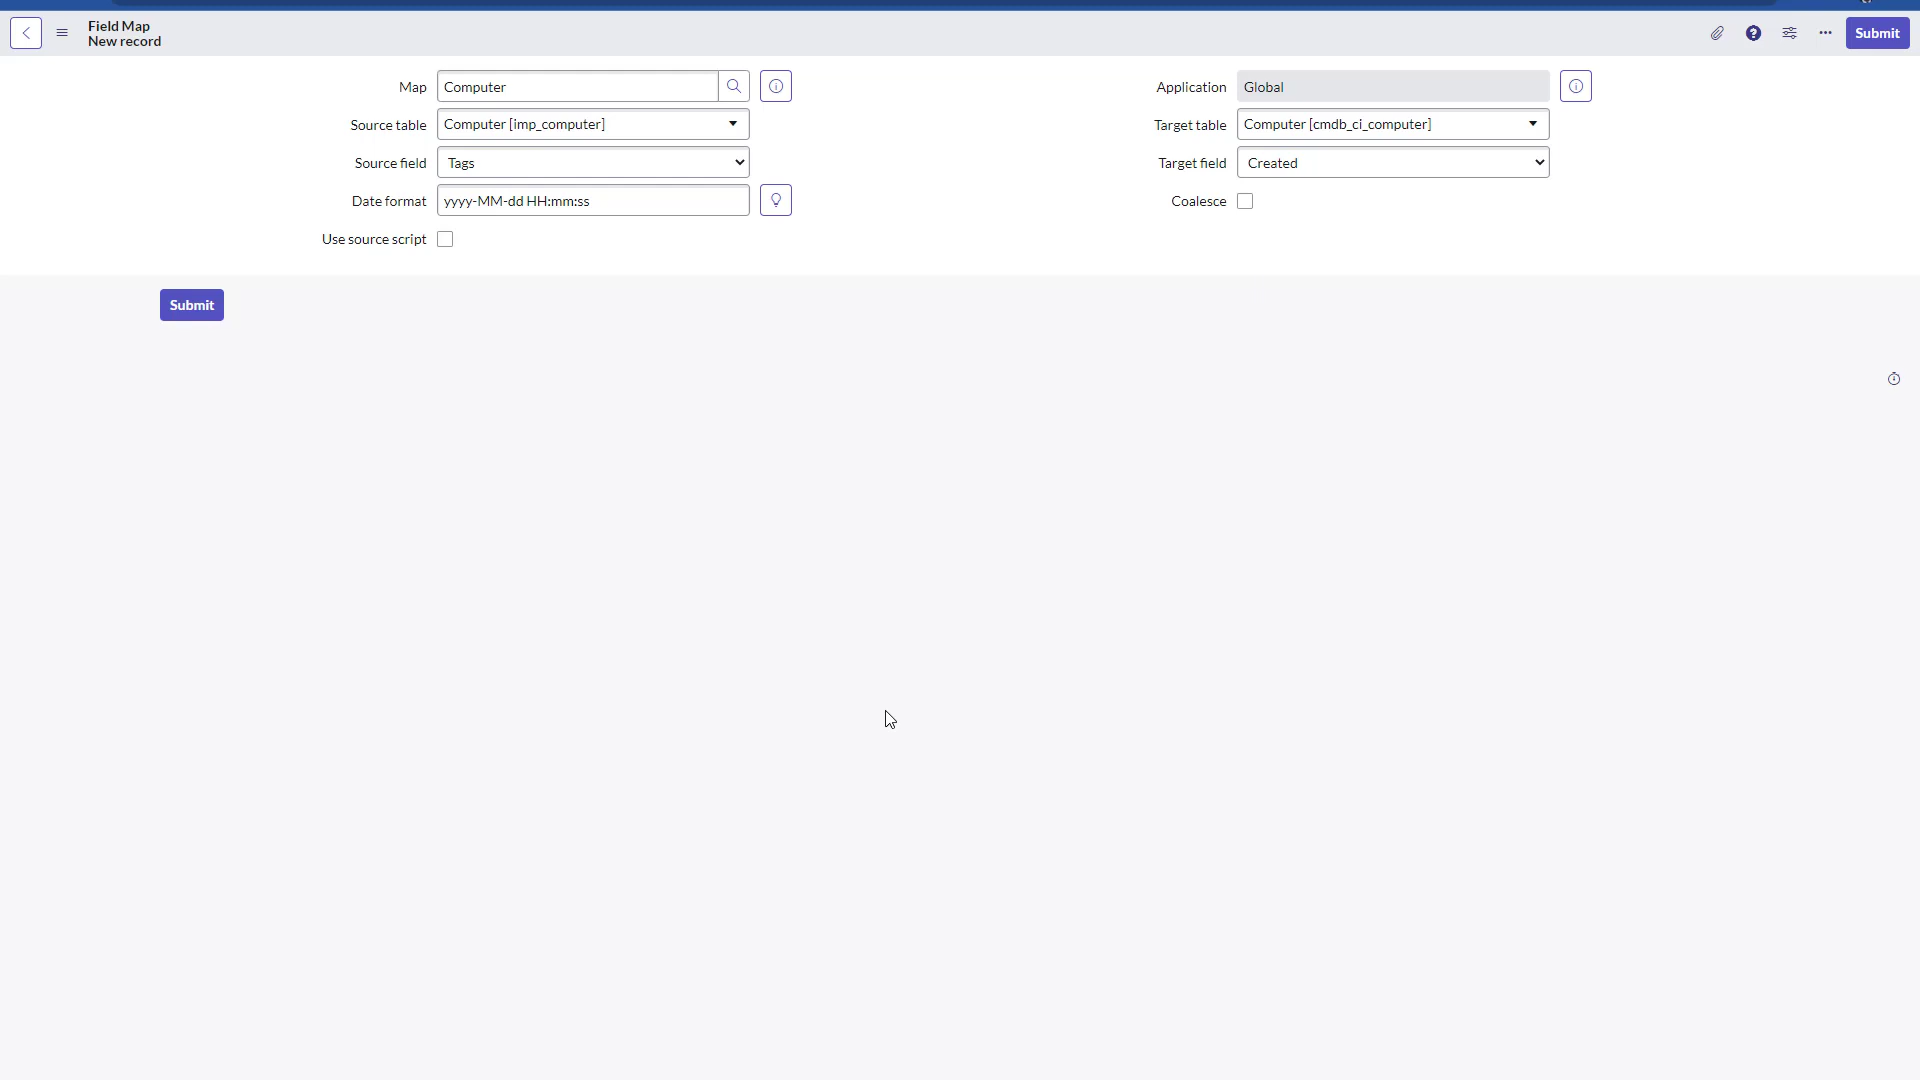 Field Map
New record
Submit
Map Computer
Application Global
Source table Computer [imp_computer]
Target table Computer [cmdb_ci_computer]
Source field Tags
Target field Created
Date format yyyy-MM-dd HH:mm:ss
Coalesce
Use source script
Submit